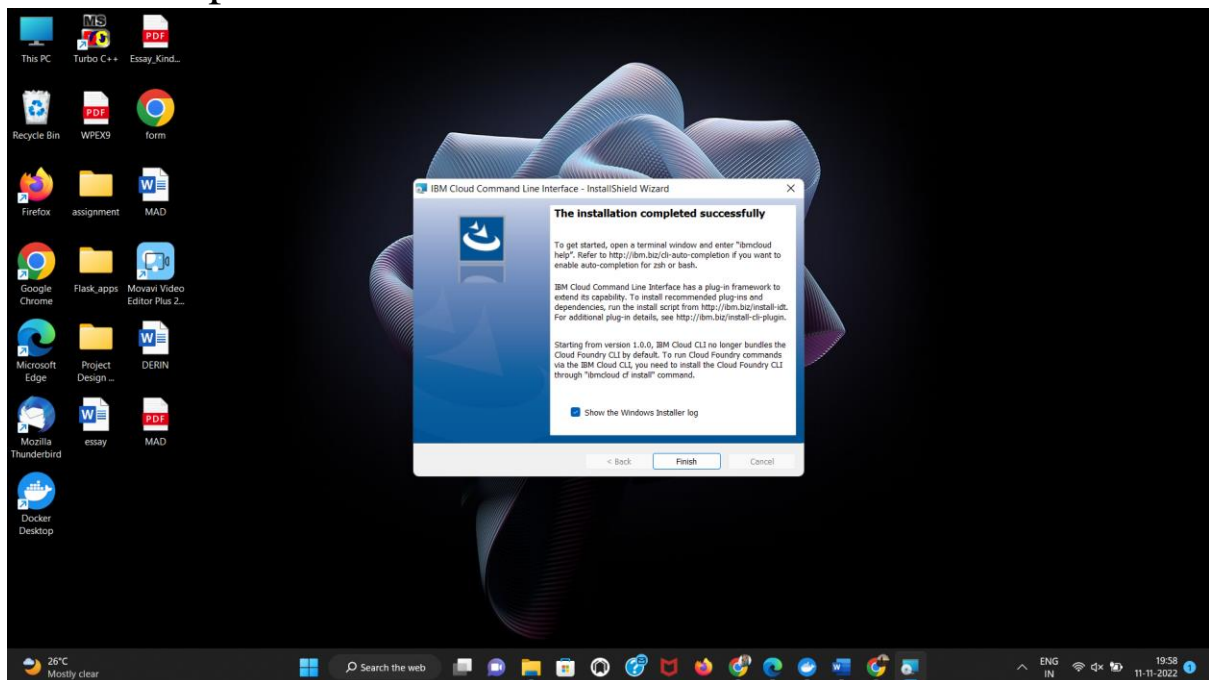 This PC
Turbo C++
Essay_Kind...
Recycle Bin
WPEX9
form
Firefox
assignment
MAD
Google
Chrome
Flask_apps
Movavi Video
Editor Plus 2...
Microsoft
Edge
Project
Design ...
DERIN
Mozilla
Thunderbird
essay
MAD
Docker
Desktop
IBM Cloud Command Line Interface - InstallShield Wizard
The installation completed successfully
To get started, open a terminal window and enter "ibmcloud
help". Refer to http://ibm.biz/cli-auto-completion if you want to
enable auto-completion for zsh or bash.
IBM Cloud Command Line Interface has a plug-in framework to
extend its capability. To install recommended plug-ins and
dependencies, run the install script from http://ibm.biz/install-idt.
For additional plug-in details, see http://ibm.biz/install-cli-plugin.
Starting from version 1.0.0, IBM Cloud CLI no longer bundles the
Cloud Foundry CLI by default. To run Cloud Foundry commands
via the IBM Cloud CLI, you need to install the Cloud Foundry CLI
through "ibmcloud cf install" command.
Show the Windows Installer log
< Back
Finish
Cancel
26°C
Mostly clear
Search the web
ENG
IN
19:58
11-11-2022
1